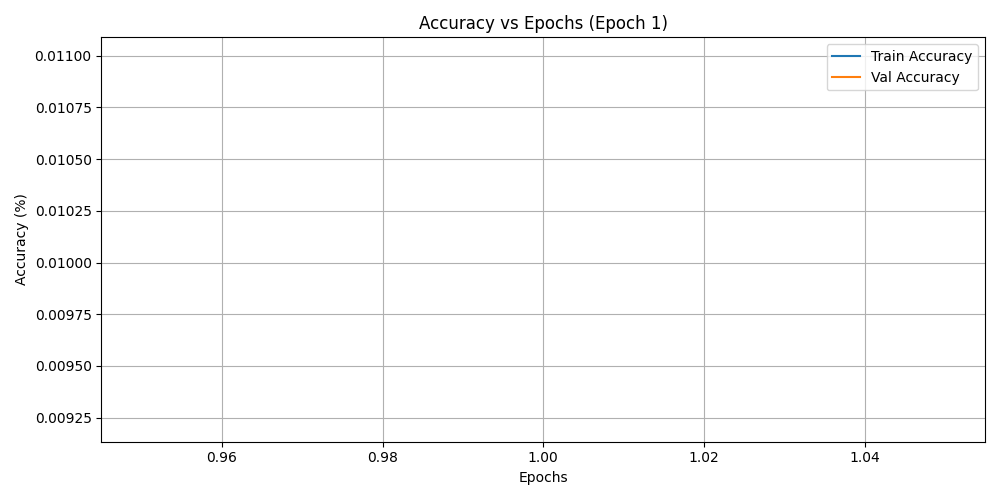 Accuracy vs Epochs (Epoch 1)
Train Accuracy
Val Accuracy
Accuracy (%)
0.01100
0.01075
0.01050
0.01025
0.01000
0.00975
0.00950
0.00925
0.96
0.98
1.00
1.02
1.04
Epochs